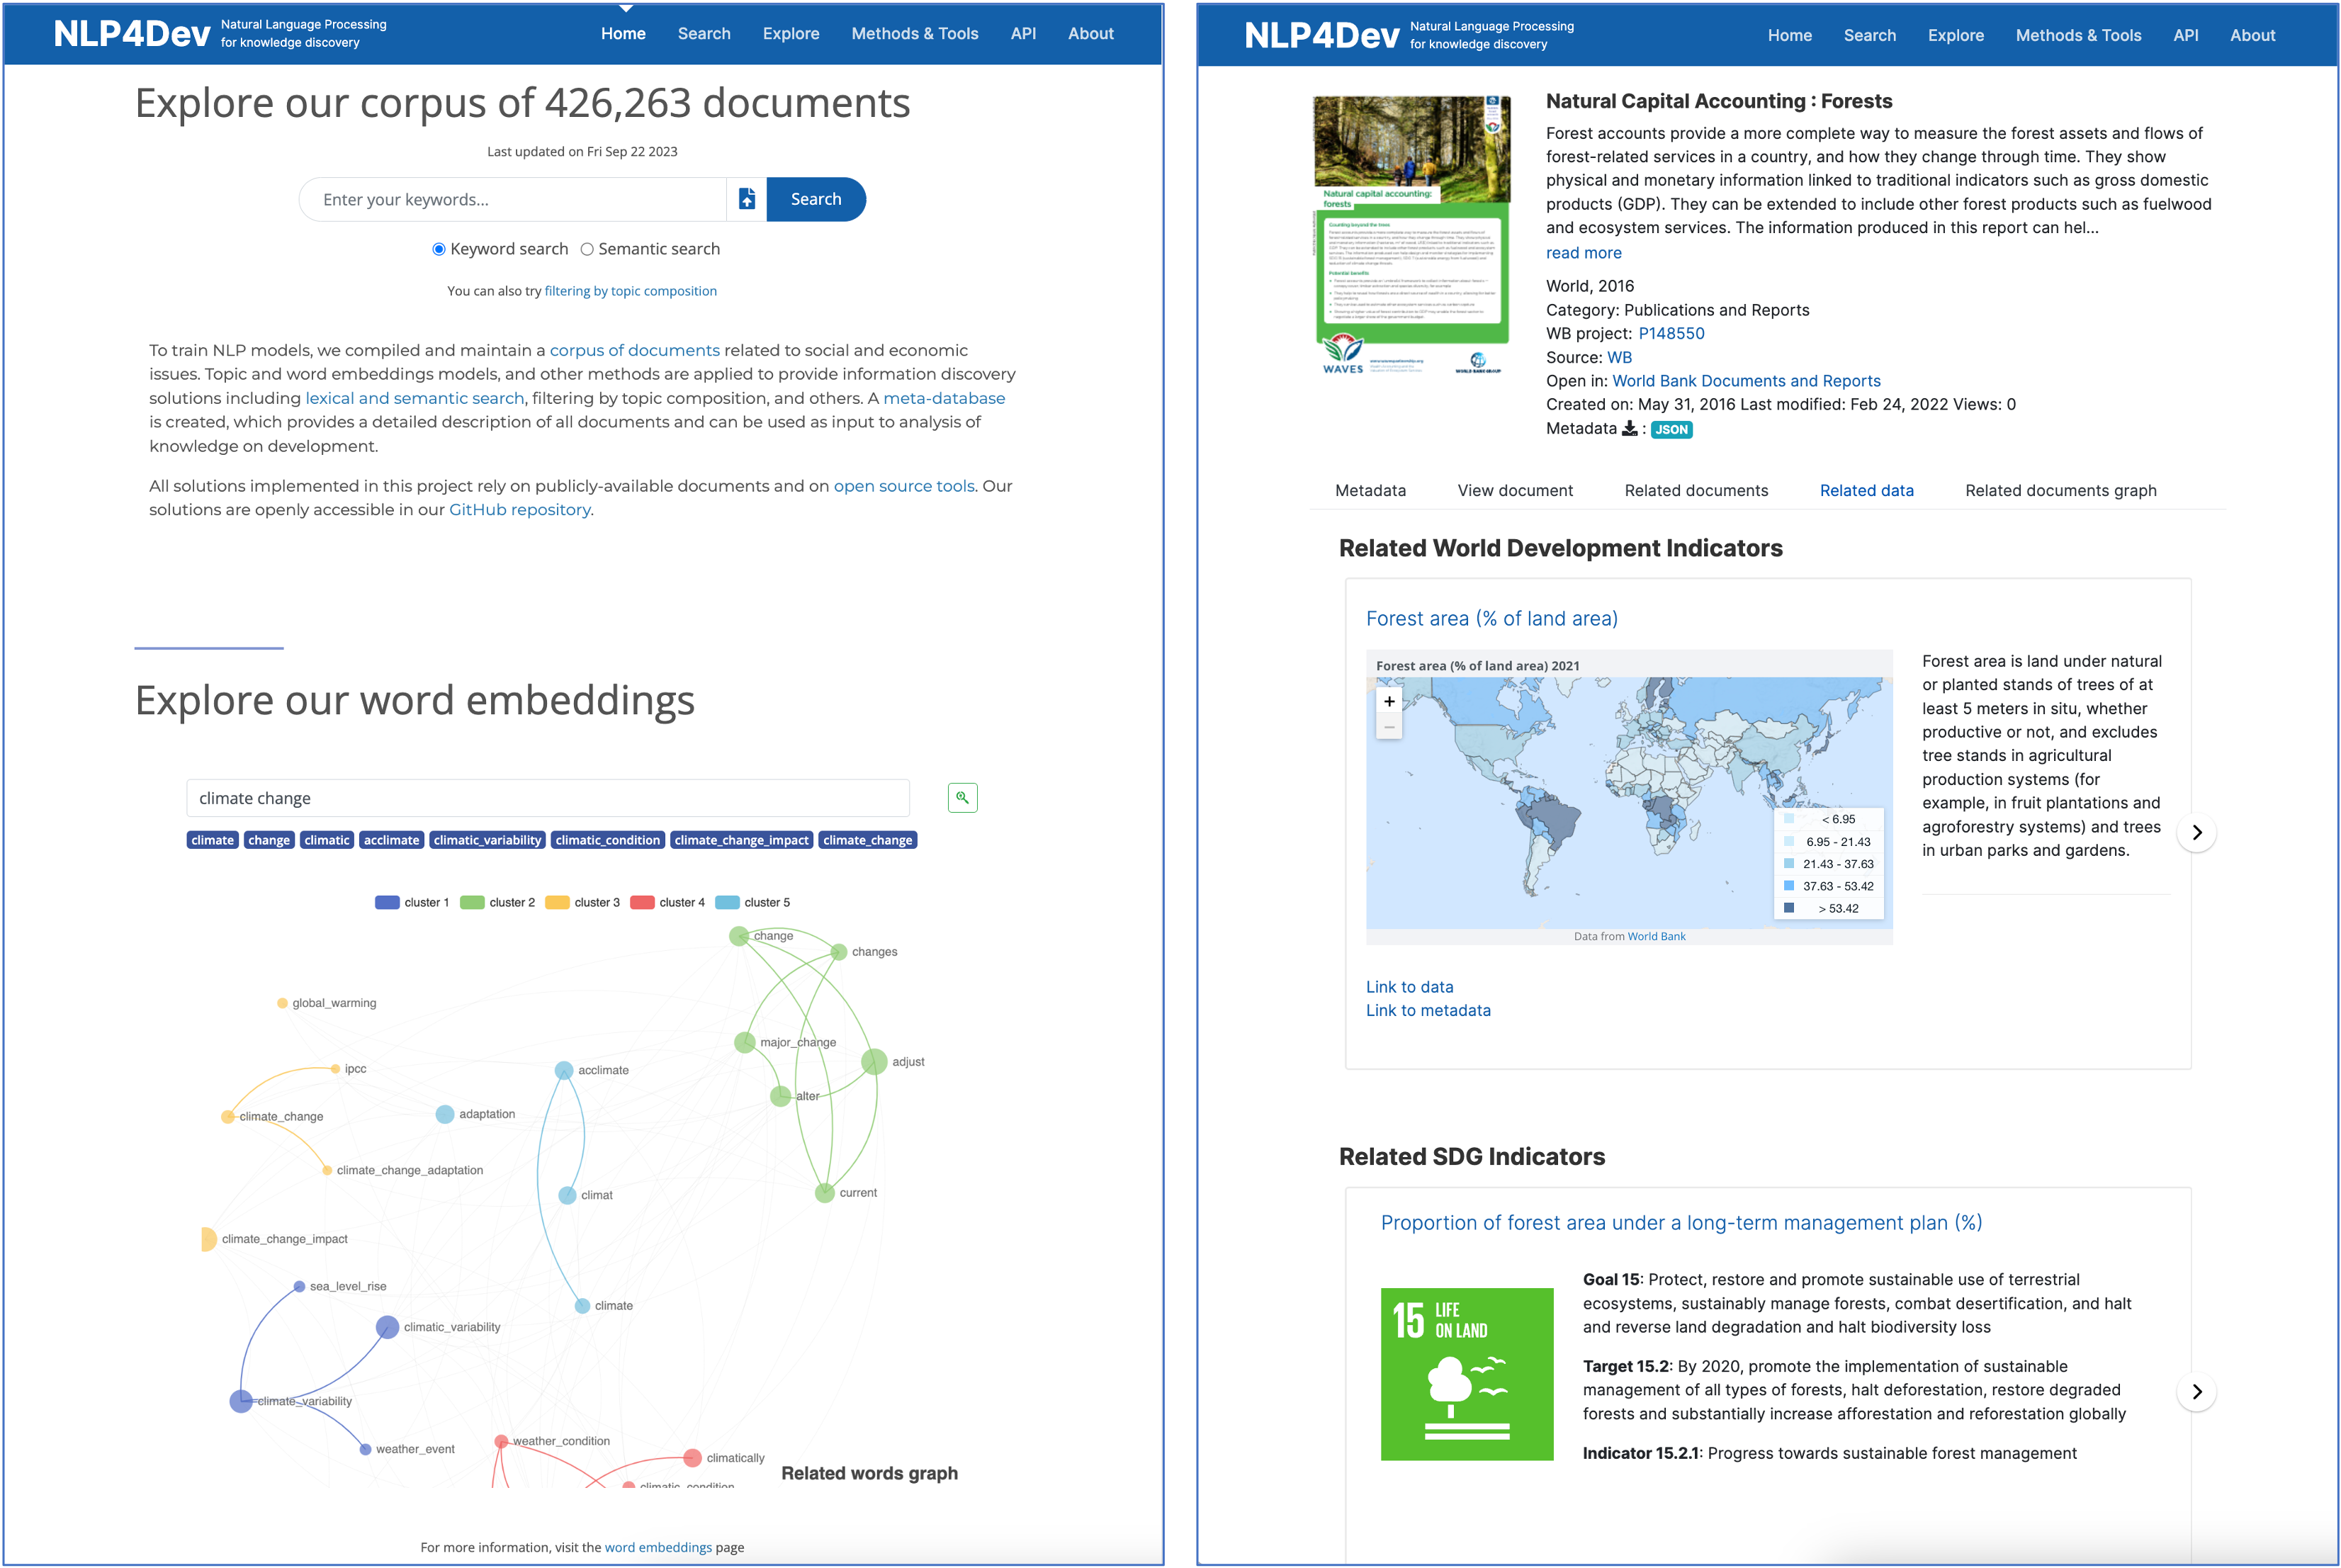 NLP4Dev
Natural Language Processing
for knowledge discovery
Home
Search
Explore
Methods & Tools
API
About
Explore our corpus of 426,263 documents
Last updated on Fri Sep 22 2023
Enter your keywords...
Search
Keyword search
Semantic search
You can also try filtering by topic composition
To train NLP models, we compiled and maintain a corpus of documents related to social and economic
issues. Topic and word embeddings models, and other methods are applied to provide information discovery
solutions including lexical and semantic search, filtering by topic composition, and others. A meta-database
is created, which provides a detailed description of all documents and can be used as input to analysis of
knowledge on development.
All solutions implemented in this project rely on publicly-available documents and on open source tools. Our
solutions are openly accessible in our GitHub repository.
Explore our word embeddings
climate change
climate change climatic acclimate climatic_variability climatic_condition climate_change_impact climate_change
cluster 1 cluster 2 cluster 3 cluster 4 cluster 5
change
changes
global_warming
major_change
adjust
ipcc
acclimate
alter
climate_change
adaptation
climate_change_adaptation
climat
current
climate_change_impact
sea_level_rise
climate
climatic_variability
climate_variability
weather_condition
weather_event
climatically
climatic_condition
Related words graph
For more information, visit the word embeddings page
NLP4Dev
Natural Language Processing
for knowledge discovery
Home
Search
Explore
Methods & Tools
API
About
Natural capital accounting:
forests
Counting beyond the trees
Potential benefits
WAVES
WORLD BANK GROUP
Natural Capital Accounting : Forests
Forest accounts provide a more complete way to measure the forest assets and flows of
forest-related services in a country, and how they change through time. They show
physical and monetary information linked to traditional indicators such as gross domestic
products (GDP). They can be extended to include other forest products such as fuelwood
and ecosystem services. The information produced in this report can hel...
read more
World, 2016
Category: Publications and Reports
WB project: P148550
Source: WB
Open in: World Bank Documents and Reports
Created on: May 31, 2016 Last modified: Feb 24, 2022 Views: 0
Metadata : JSON
Metadata
View document
Related documents
Related data
Related documents graph
Related World Development Indicators
Forest area (% of land area)
Forest area (% of land area) 2021
+
−
< 6.95
6.95 - 21.43
21.43 - 37.63
37.63 - 53.42
> 53.42
Data from World Bank
Forest area is land under natural
or planted stands of trees of at
least 5 meters in situ, whether
productive or not, and excludes
tree stands in agricultural
production systems (for
example, in fruit plantations and
agroforestry systems) and trees
in urban parks and gardens.
Link to data
Link to metadata
Related SDG Indicators
Proportion of forest area under a long-term management plan (%)
15 LIFE
ON LAND
Goal 15: Protect, restore and promote sustainable use of terrestrial
ecosystems, sustainably manage forests, combat desertification, and halt
and reverse land degradation and halt biodiversity loss
Target 15.2: By 2020, promote the implementation of sustainable
management of all types of forests, halt deforestation, restore degraded
forests and substantially increase afforestation and reforestation globally
Indicator 15.2.1: Progress towards sustainable forest management